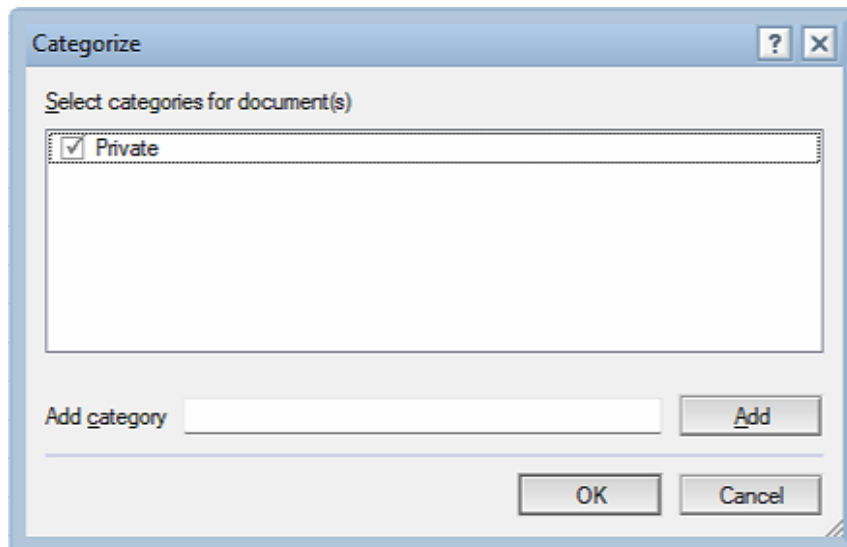 Categorize ?
Select categories for document(s)
Private
Add category Add
OK Cancel